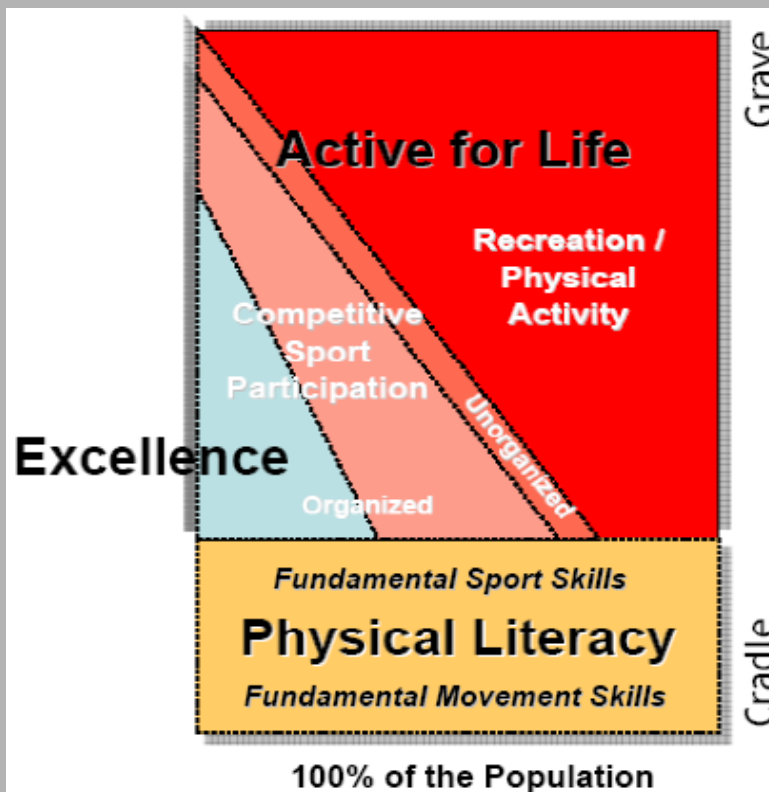 Grave
Active for Life
Recreation /
Physical
Activity
Competitive
Sport
Participation
Unorganized
Excellence
Organized
Fundamental Sport Skills
Physical Literacy
Fundamental Movement Skills
Cradle
100% of the Population